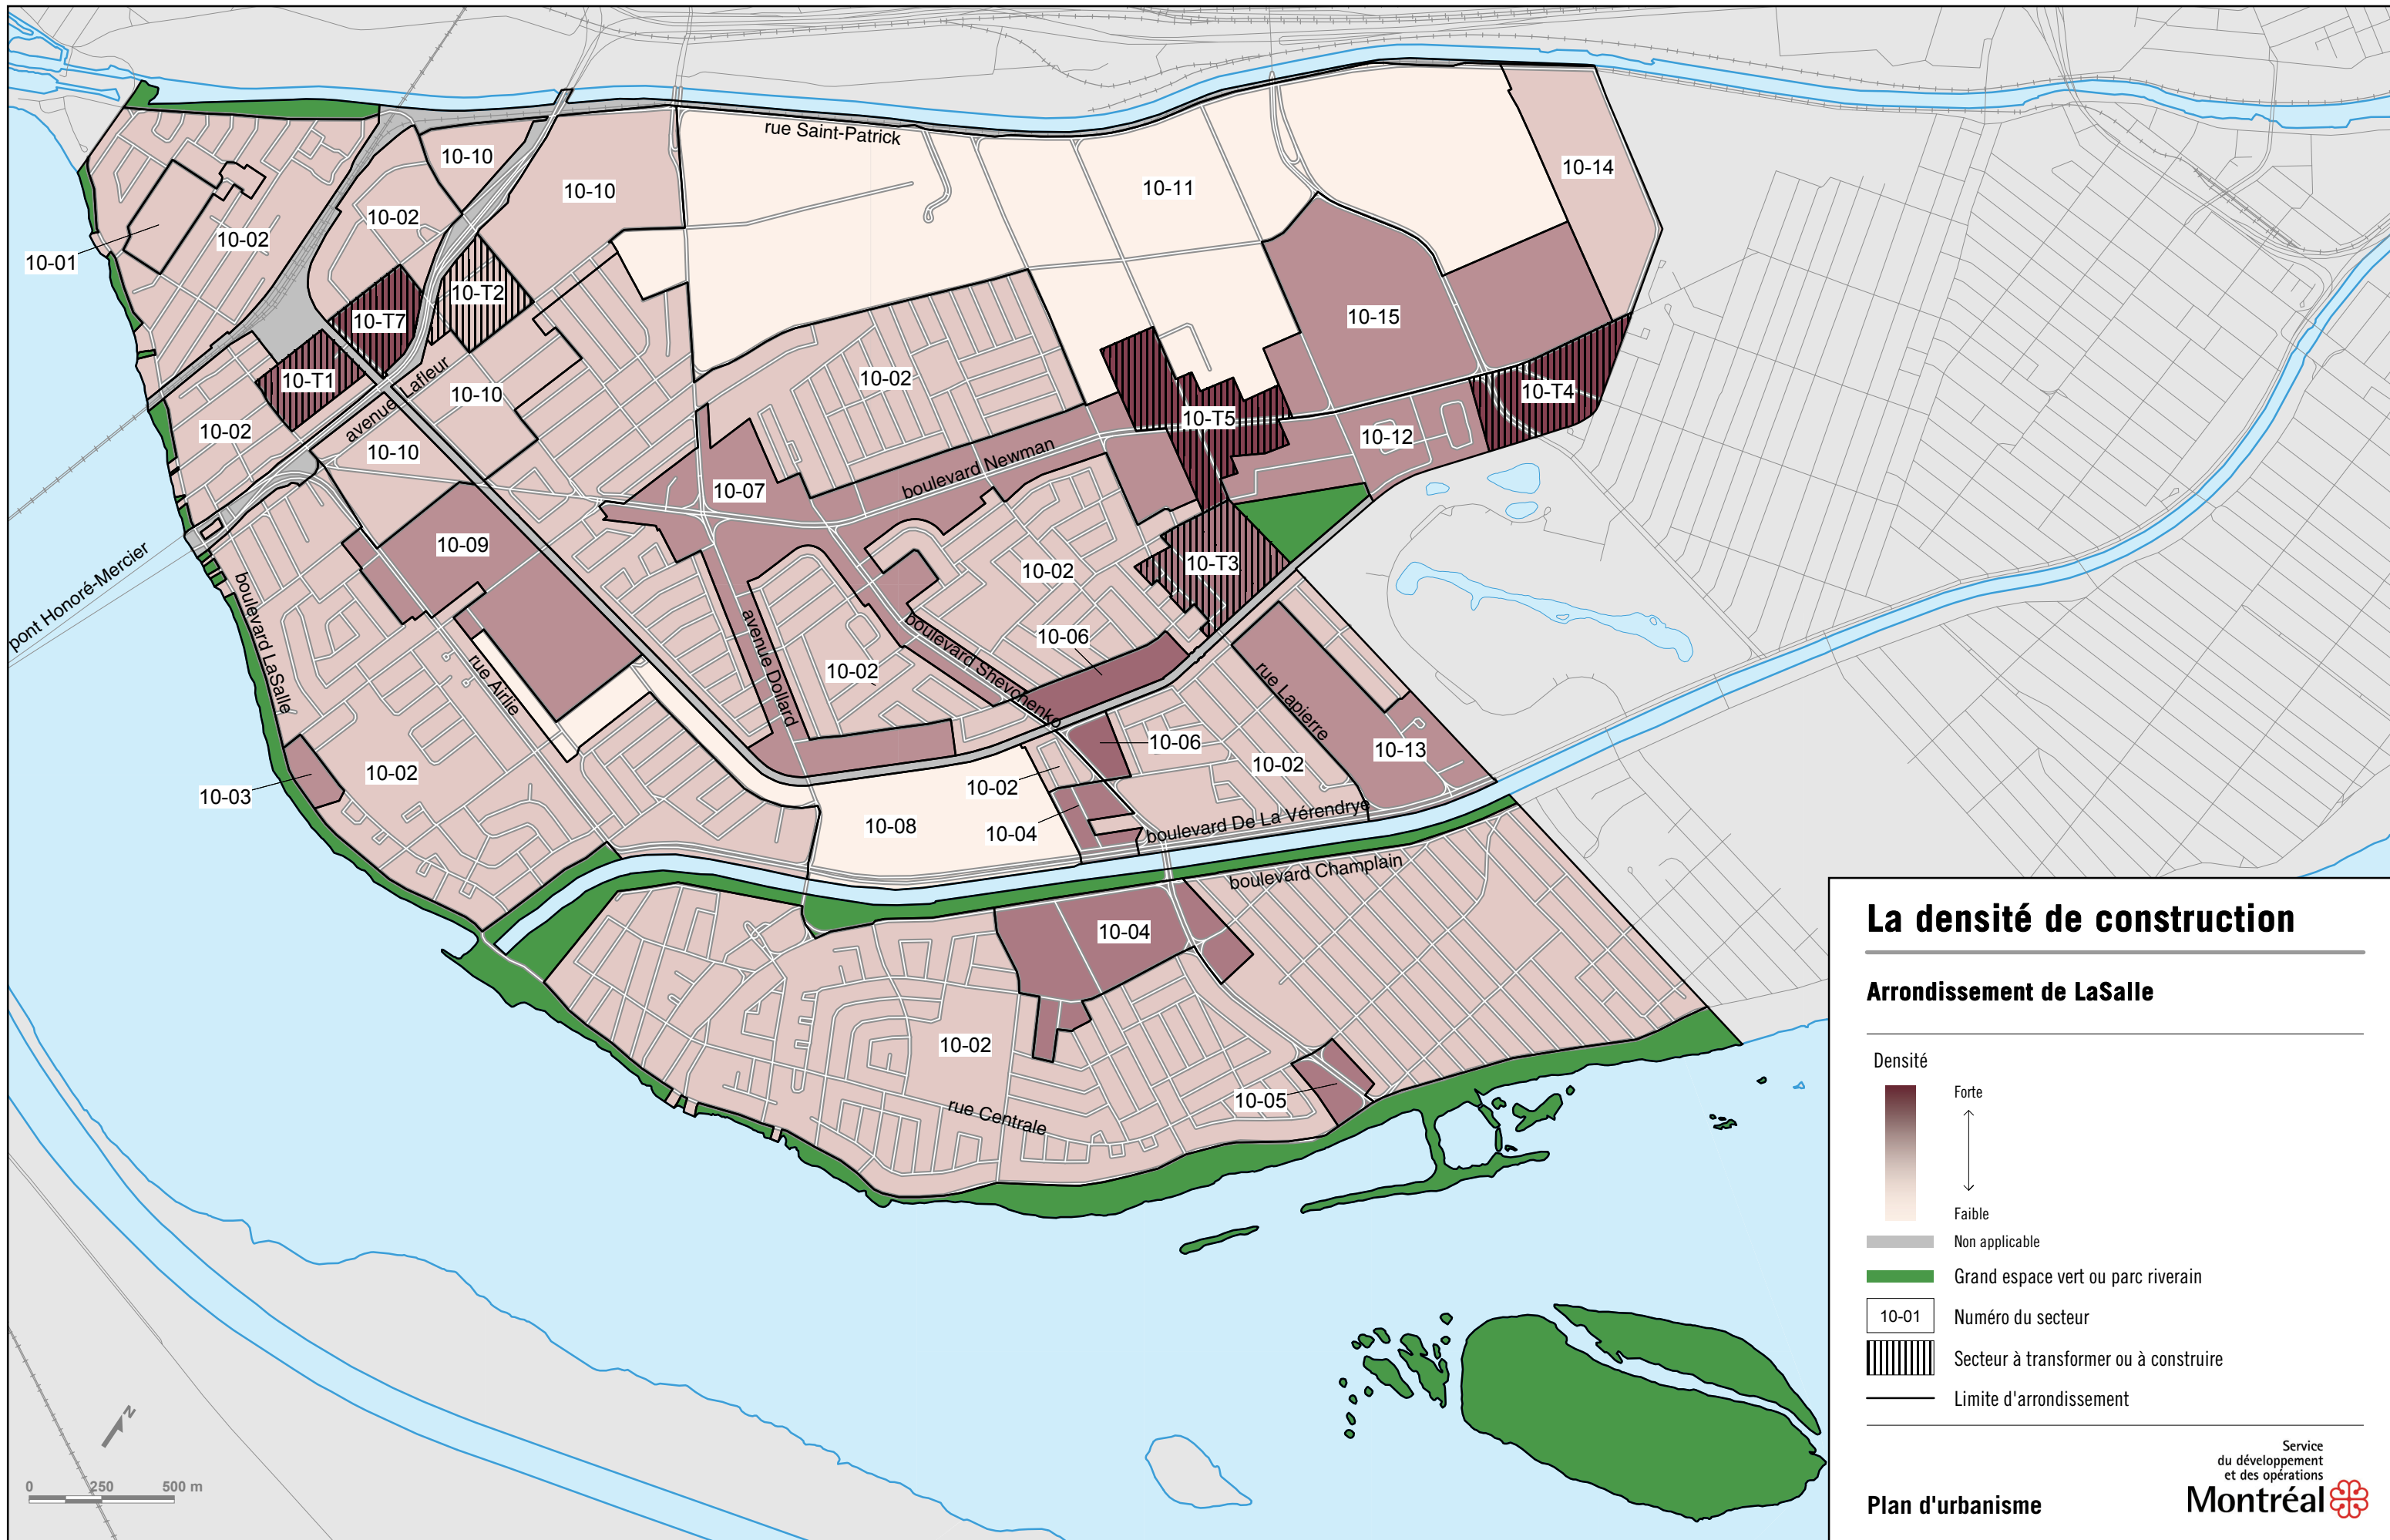 rue Saint-Patrick
10-10
10-14
10-10
10-11
10-02
10-02
10-01
10-T2
10-T7
10-15
10-T1
10-02
10-T4
avenue Lafleur
10-10
10-T5
10-02
10-12
10-10
boulevard Newman
10-07
10-09
10-T3
10-02
pont Honoré-Mercier
boulevard LaSalle
10-06
boulevard Shevchenko
avenue Dollard
10-02
rue Airlie
rue Lapierre
10-06
10-13
10-02
10-02
10-03
10-02
10-08
10-04
boulevard De La Vérendrye
boulevard Champlain
10-04
10-02
10-05
rue Centrale
La densité de construction
Arrondissement de LaSalle
Densité
Forte
Faible
Non applicable
Grand espace vert ou parc riverain
10-01 Numéro du secteur
Secteur à transformer ou à construire
Limite d'arrondissement
N
0 250 500 m
Service
du développement
et des opérations
Plan d'urbanisme
Montréal